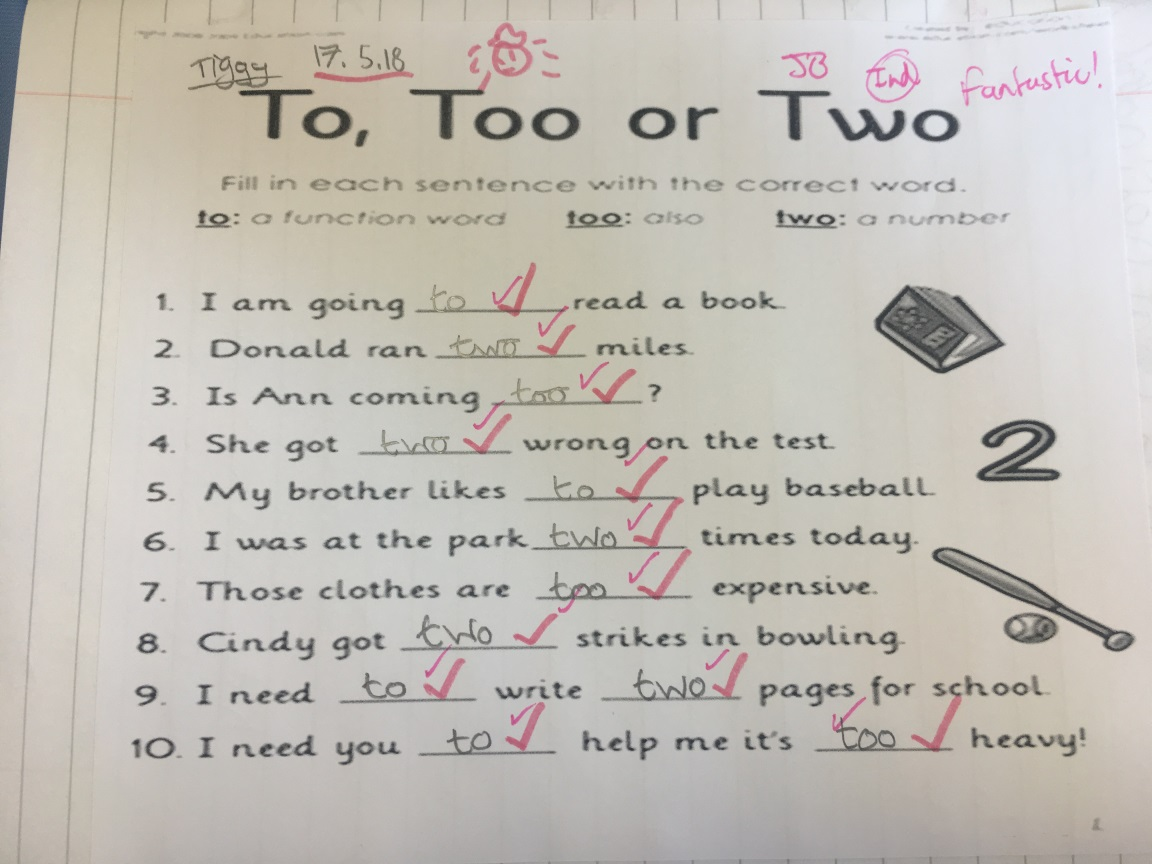 Tiggy 17.5.18 JB Ind fantastic!
To, Too or Two
Fill in each sentence with the correct word.
to: a function word too: also two: a number
1. I am going to read a book.
2. Donald ran two miles.
3. Is Ann coming too ?
4. She got two wrong on the test.
5. My brother likes to play baseball.
6. I was at the park two times today.
7. Those clothes are too expensive.
8. Cindy got two strikes in bowling.
9. I need to write two pages for school.
10. I need you to help me it's too heavy!
2